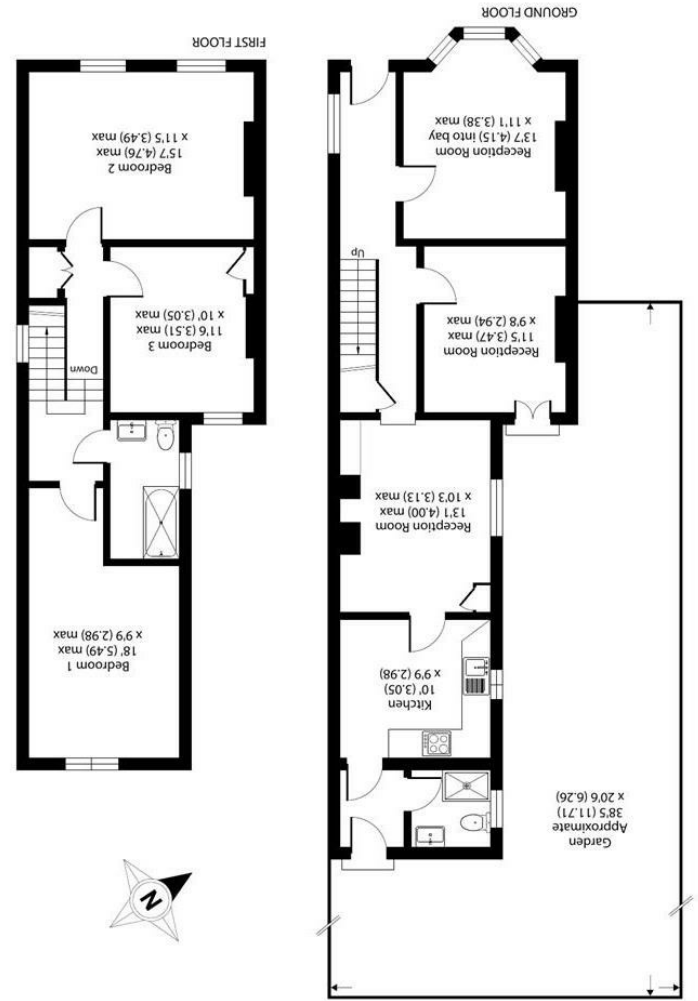 Garden
Approximate
38'5 (11.71)
x 20'6 (6.26)
N
Kitchen
10' (3.05)
x 9'9 (2.98)
Bedroom 1
18' (5.49) max
x 9'9 (2.98) max
Reception Room
13'1 (4.00) max
x 10'3 (3.13) max
Reception Room
11'5 (3.47) max
x 9'8 (2.94) max
Up
Down
Bedroom 3
11'6 (3.51) max
x 10' (3.05) max
Reception Room
13'7 (4.15) into bay
x 11'1 (3.38) max
Bedroom 2
15'7 (4.76) max
x 11'5 (3.49) max
GROUND FLOOR
FIRST FLOOR